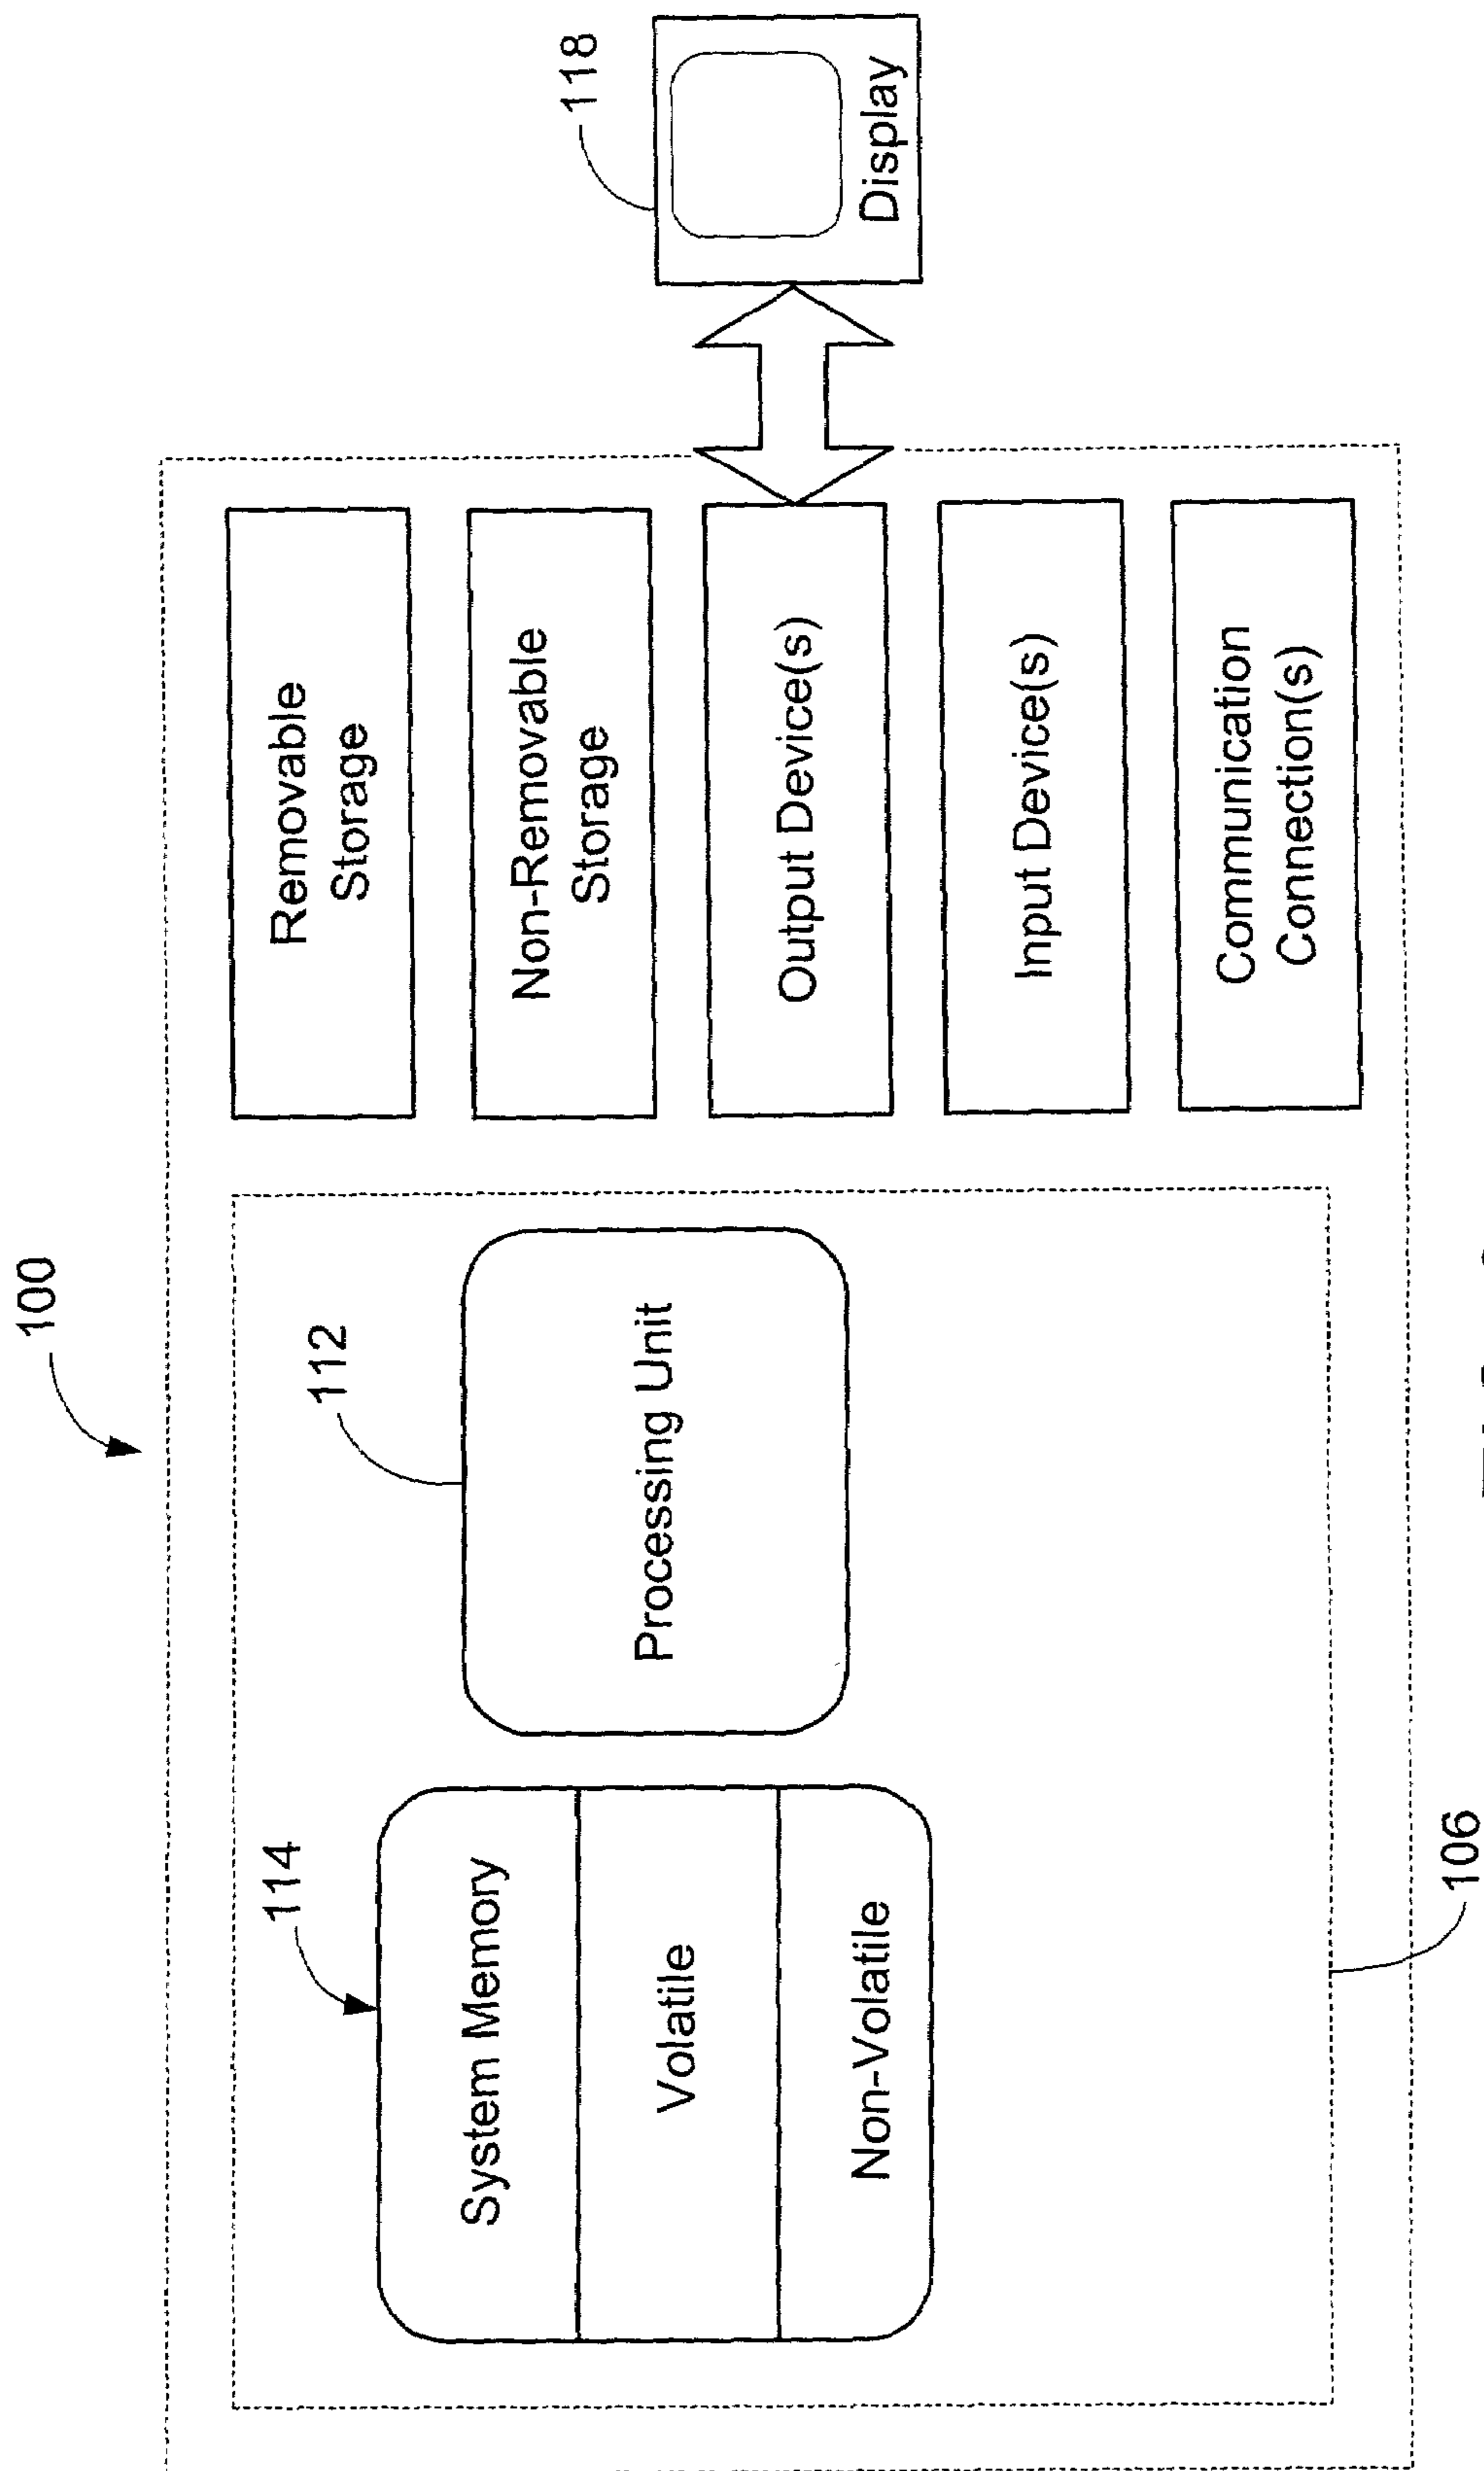 100
114
System Memory
Volatile
Non-Volatile
112
Processing Unit
106
Removable
Storage
Non-Removable
Storage
Output Device(s)
Input Device(s)
Communication
Connection(s)
118
Display